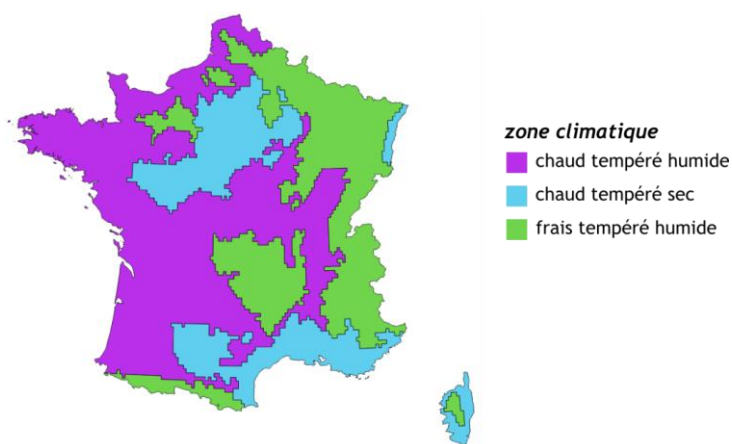 zone climatique
chaud tempéré humide
chaud tempéré sec
frais tempéré humide